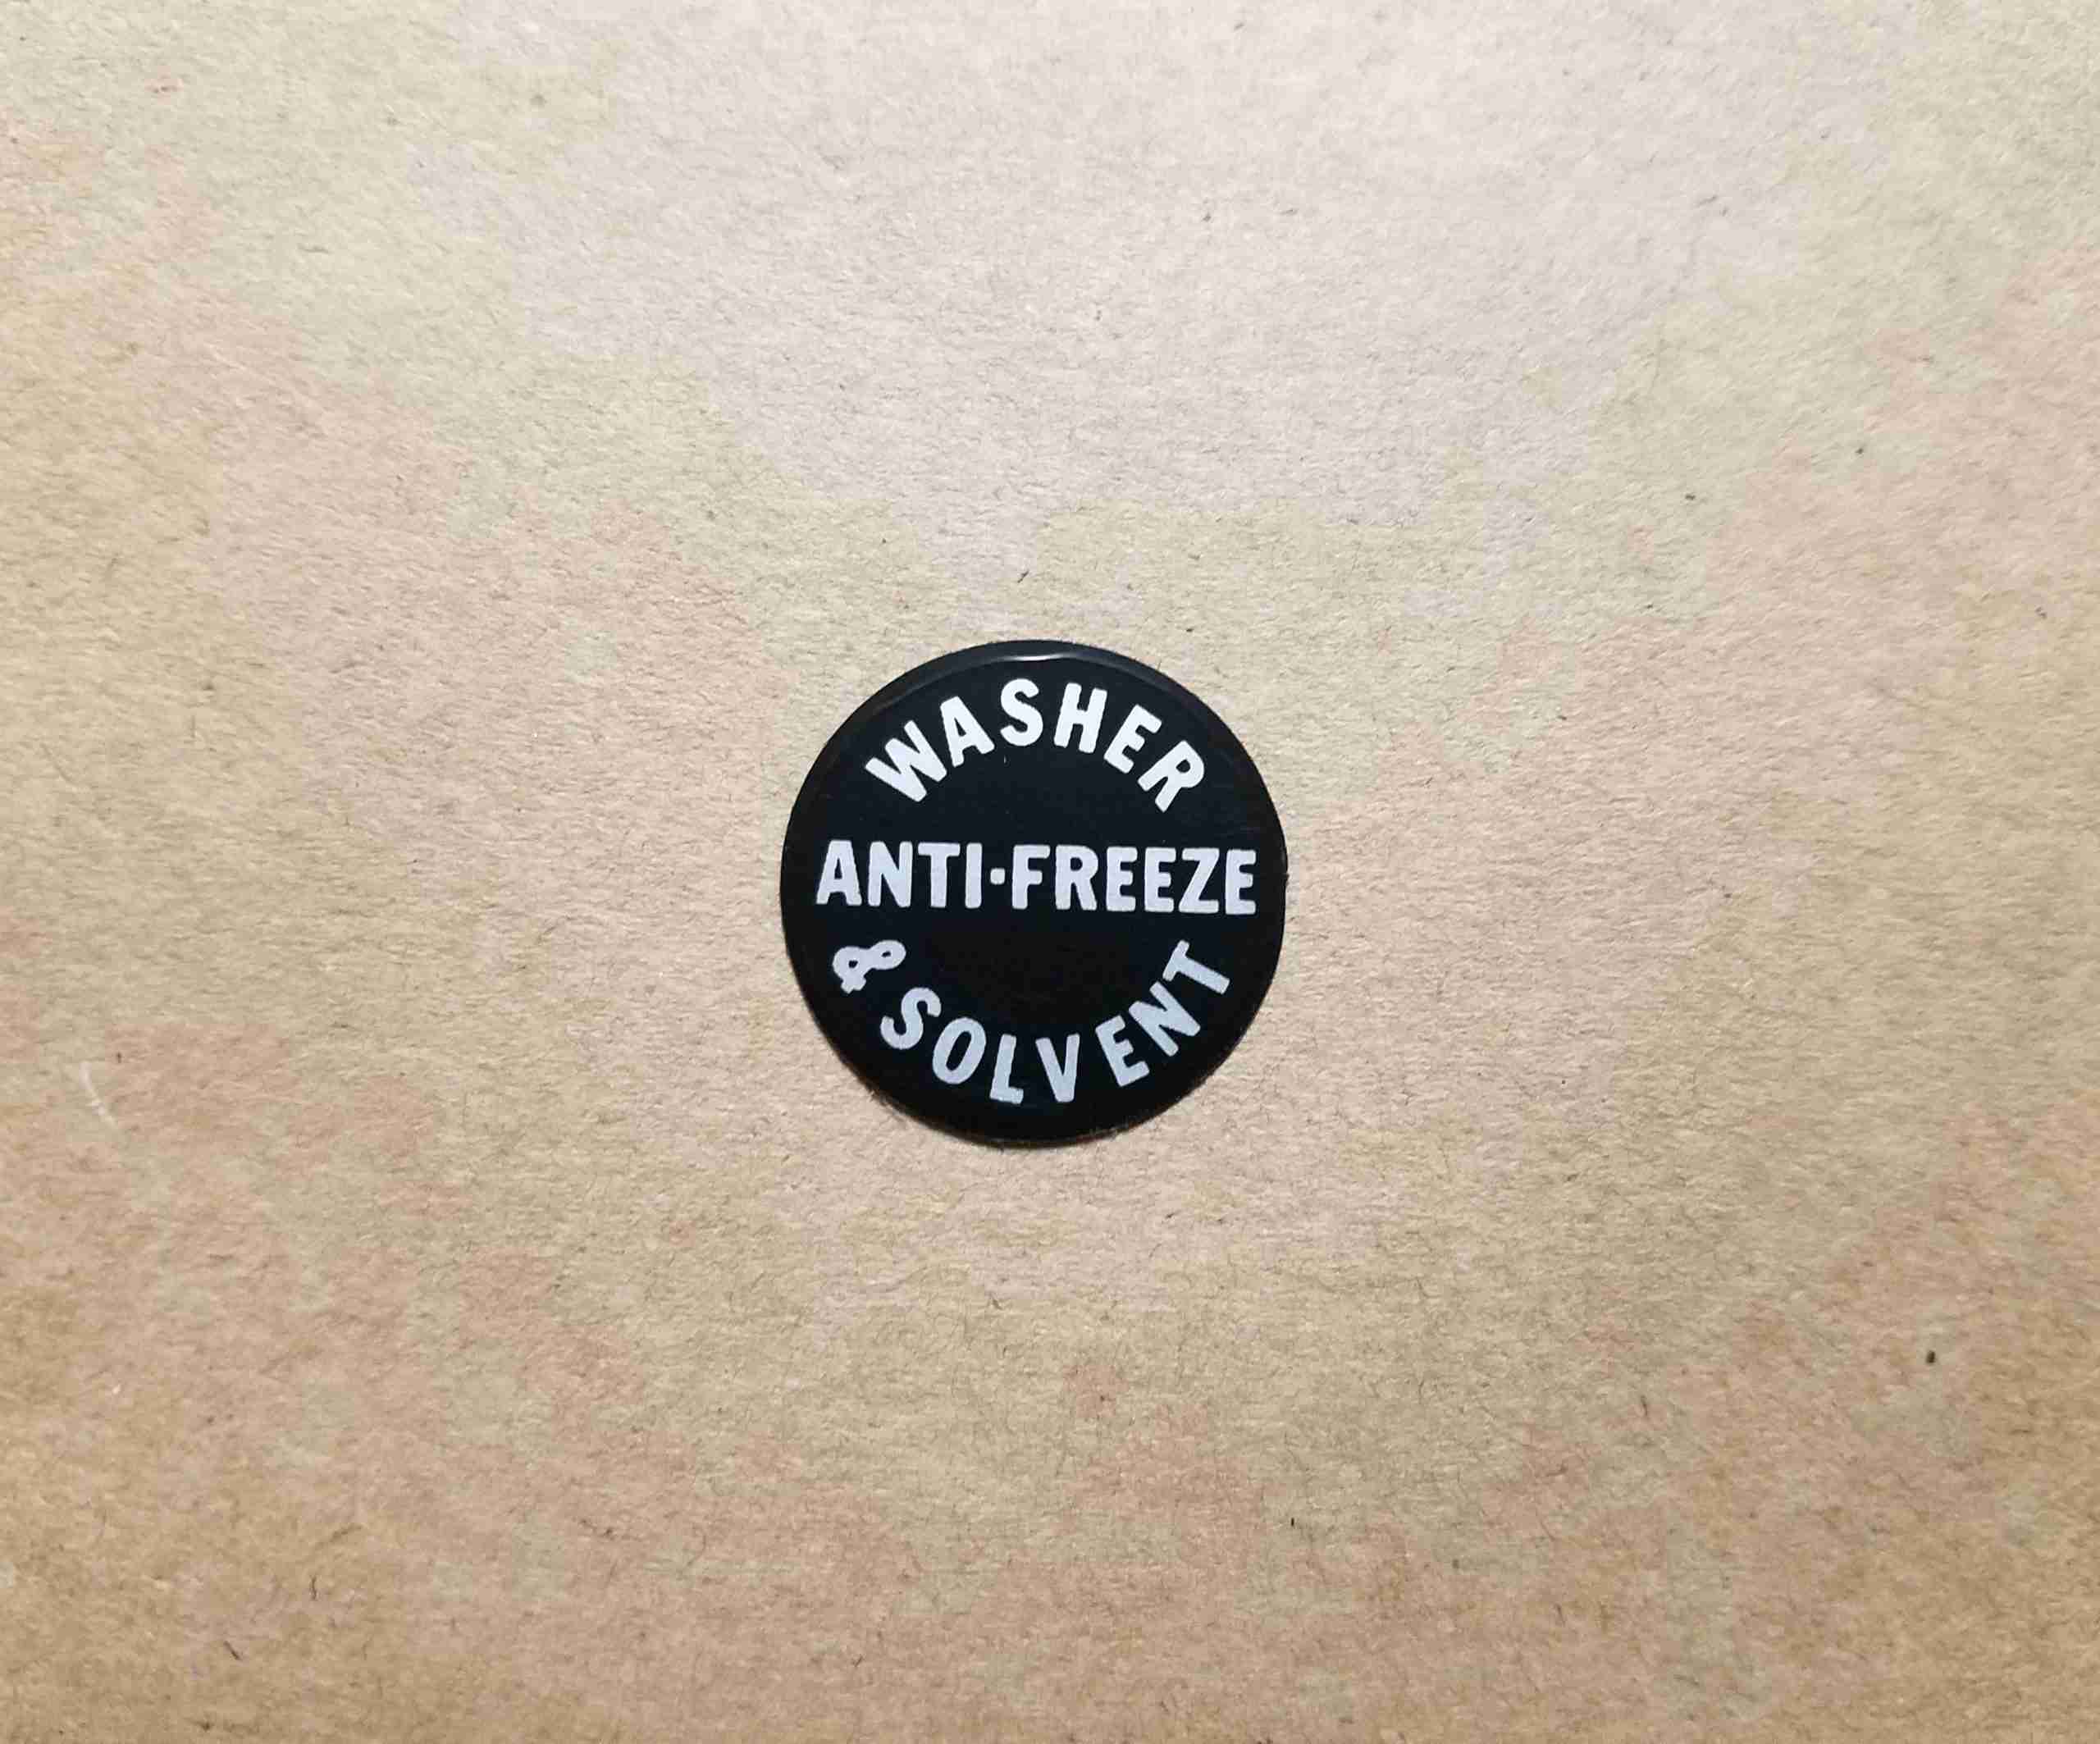 WASHER
ANTI-FREEZE
& SOLVENT